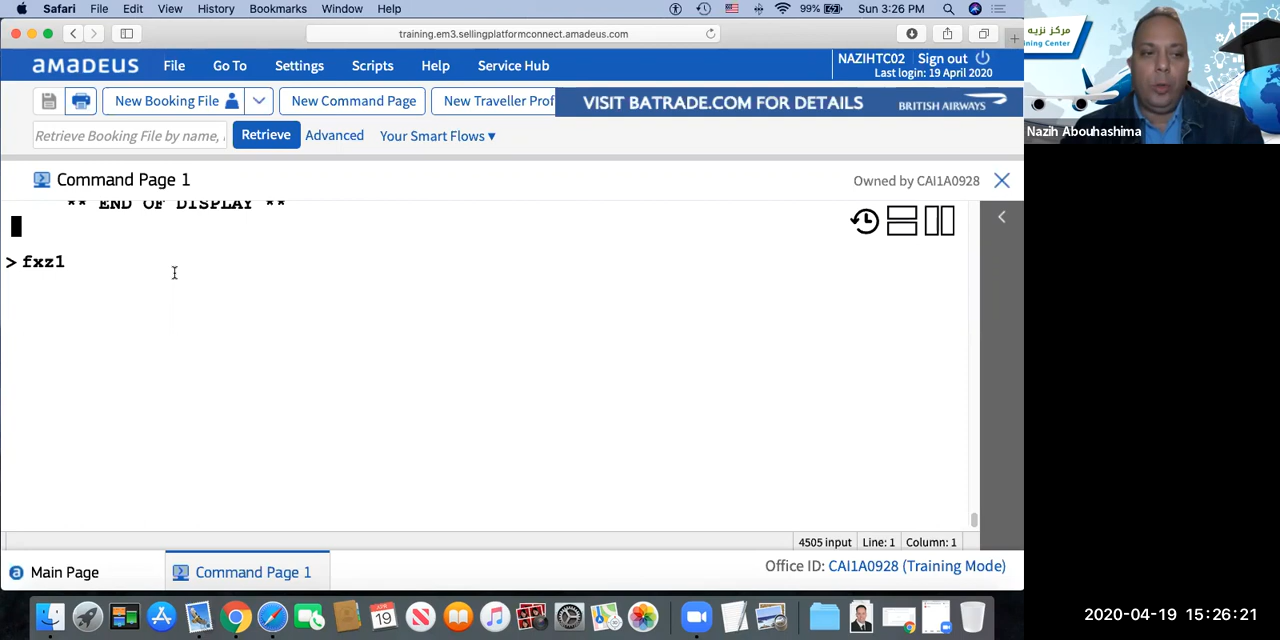 Safari File Edit View History Bookmarks Window Help 99% Sun 3:26 PM
training.em3.sellingplatformconnect.amadeus.com
مركز نزيه
ining Center
amadeus File Go To Settings Scripts Help Service Hub NAZIHTC02 Sign out
Last login: 19 April 2020
New Booking File New Command Page New Traveller Prof VISIT BATRADE.COM FOR DETAILS BRITISH AIRWAYS
Retrieve Booking File by name, Retrieve Advanced Your Smart Flows ▾
Nazih Abouhashima
Command Page 1 Owned by CAI1A0928
** END OF DISPLAY **
> fxz1
4505 input Line: 1 Column: 1
Main Page Command Page 1 Office ID: CAI1A0928 (Training Mode)
APR
19
2020-04-19 15:26:21